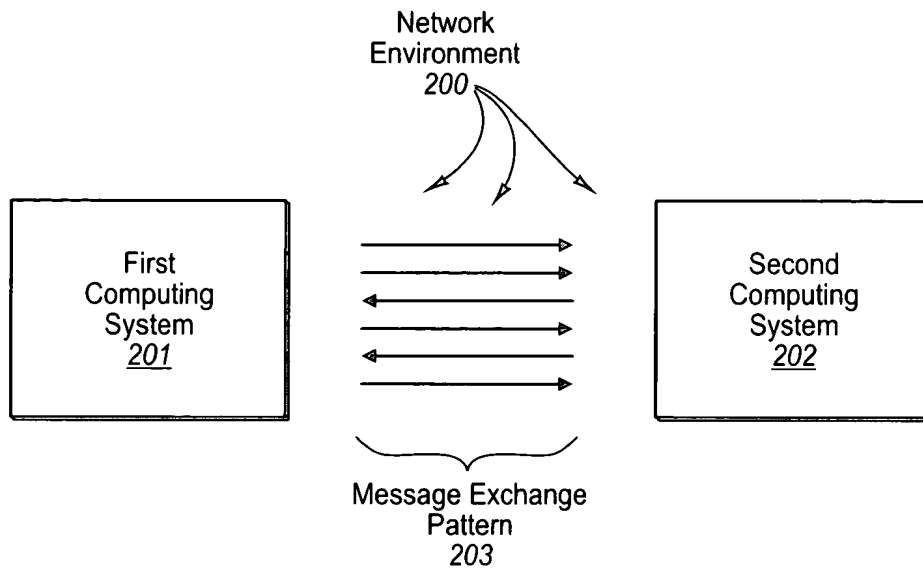 Network
Environment
200
First
Computing
System
201
Second
Computing
System
202
Message Exchange
Pattern
203